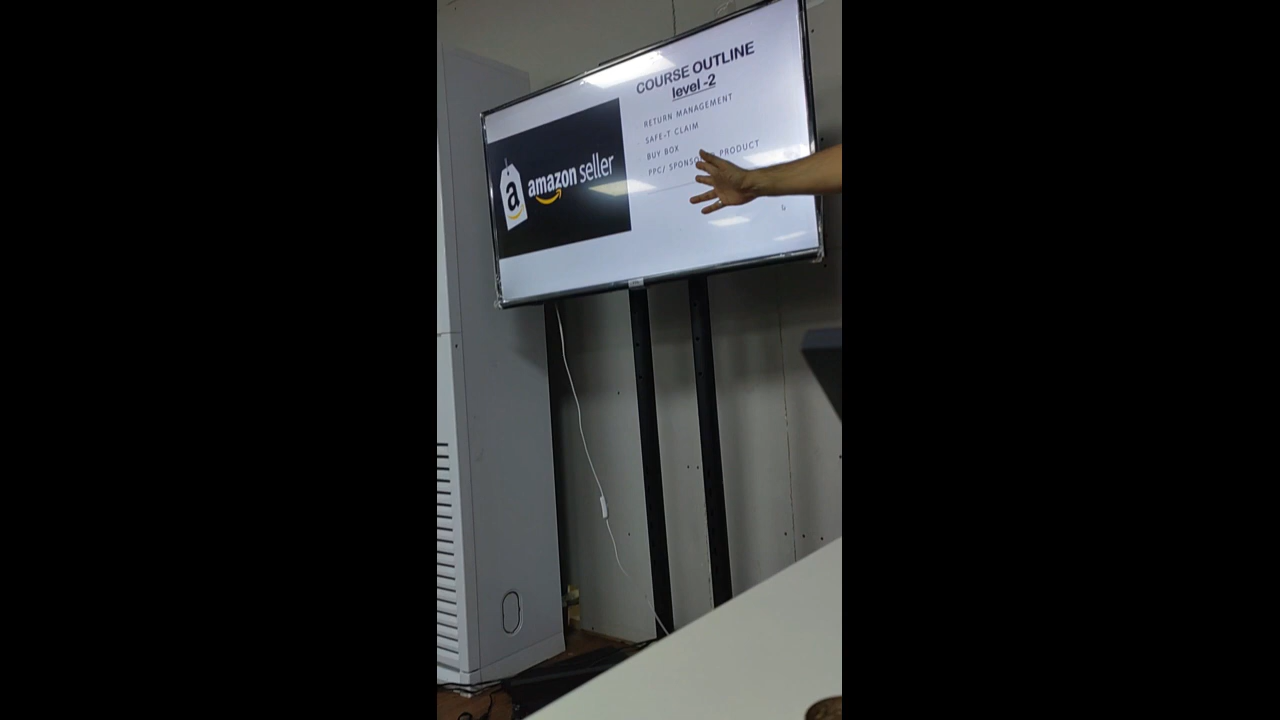 COURSE OUTLINE
level -2
RETURN MANAGEMENT
SAFE-T CLAIM
BUY BOX
PPC/ SPONSO PRODUCT
a amazon seller